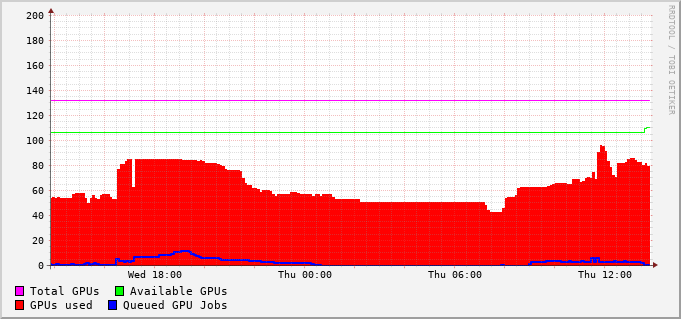 200
180
160
140
120
100
80
60
40
20
0
Wed 18:00 Thu 00:00 Thu 06:00 Thu 12:00
Total GPUs Available GPUs
GPUs used Queued GPU Jobs
RRDTOOL / TOBI OETIKER